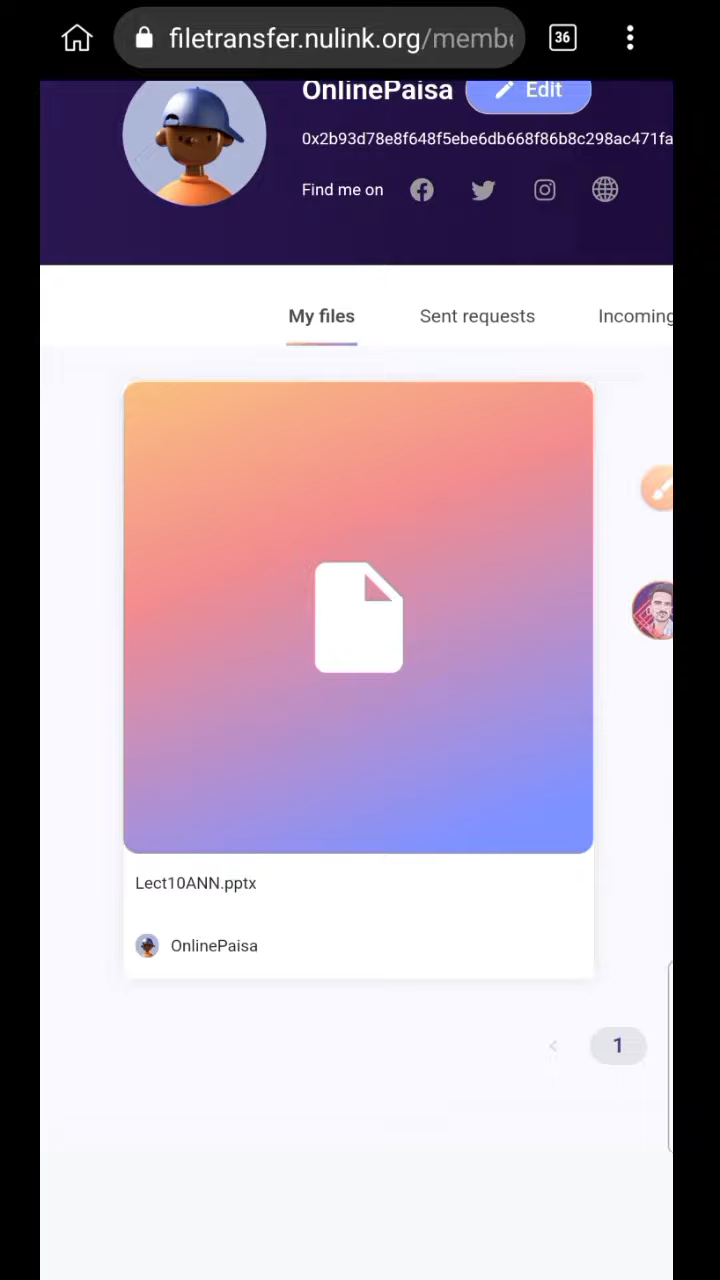 filetransfer.nulink.org/membe
36
OnlinePaisa
Edit
0x2b93d78e8f648f5ebe6db668f86b8c298ac471fa
Find me on
My files
Sent requests
Incoming
Lect10ANN.pptx
OnlinePaisa
1